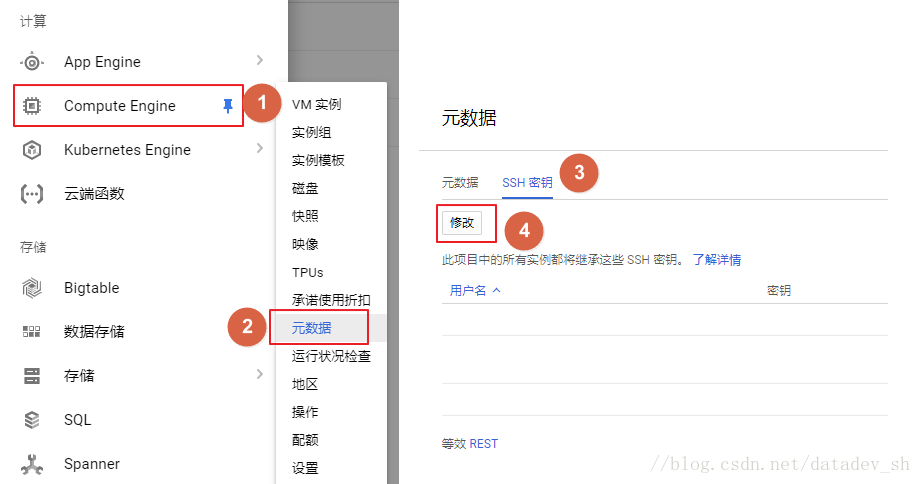 计算
App Engine
Compute Engine
1
Kubernetes Engine
云端函数
存储
Bigtable
数据存储
存储
SQL
Spanner
VM 实例
实例组
实例模板
磁盘
快照
映像
TPUs
承诺使用折扣
2
元数据
运行状况检查
地区
操作
配额
设置
元数据
元数据 SSH 密钥
3
修改
4
此项目中的所有实例都将继承这些 SSH 密钥。 了解详情
用户名 密钥
等效 REST
//blog.csdn.net/datadev_sh